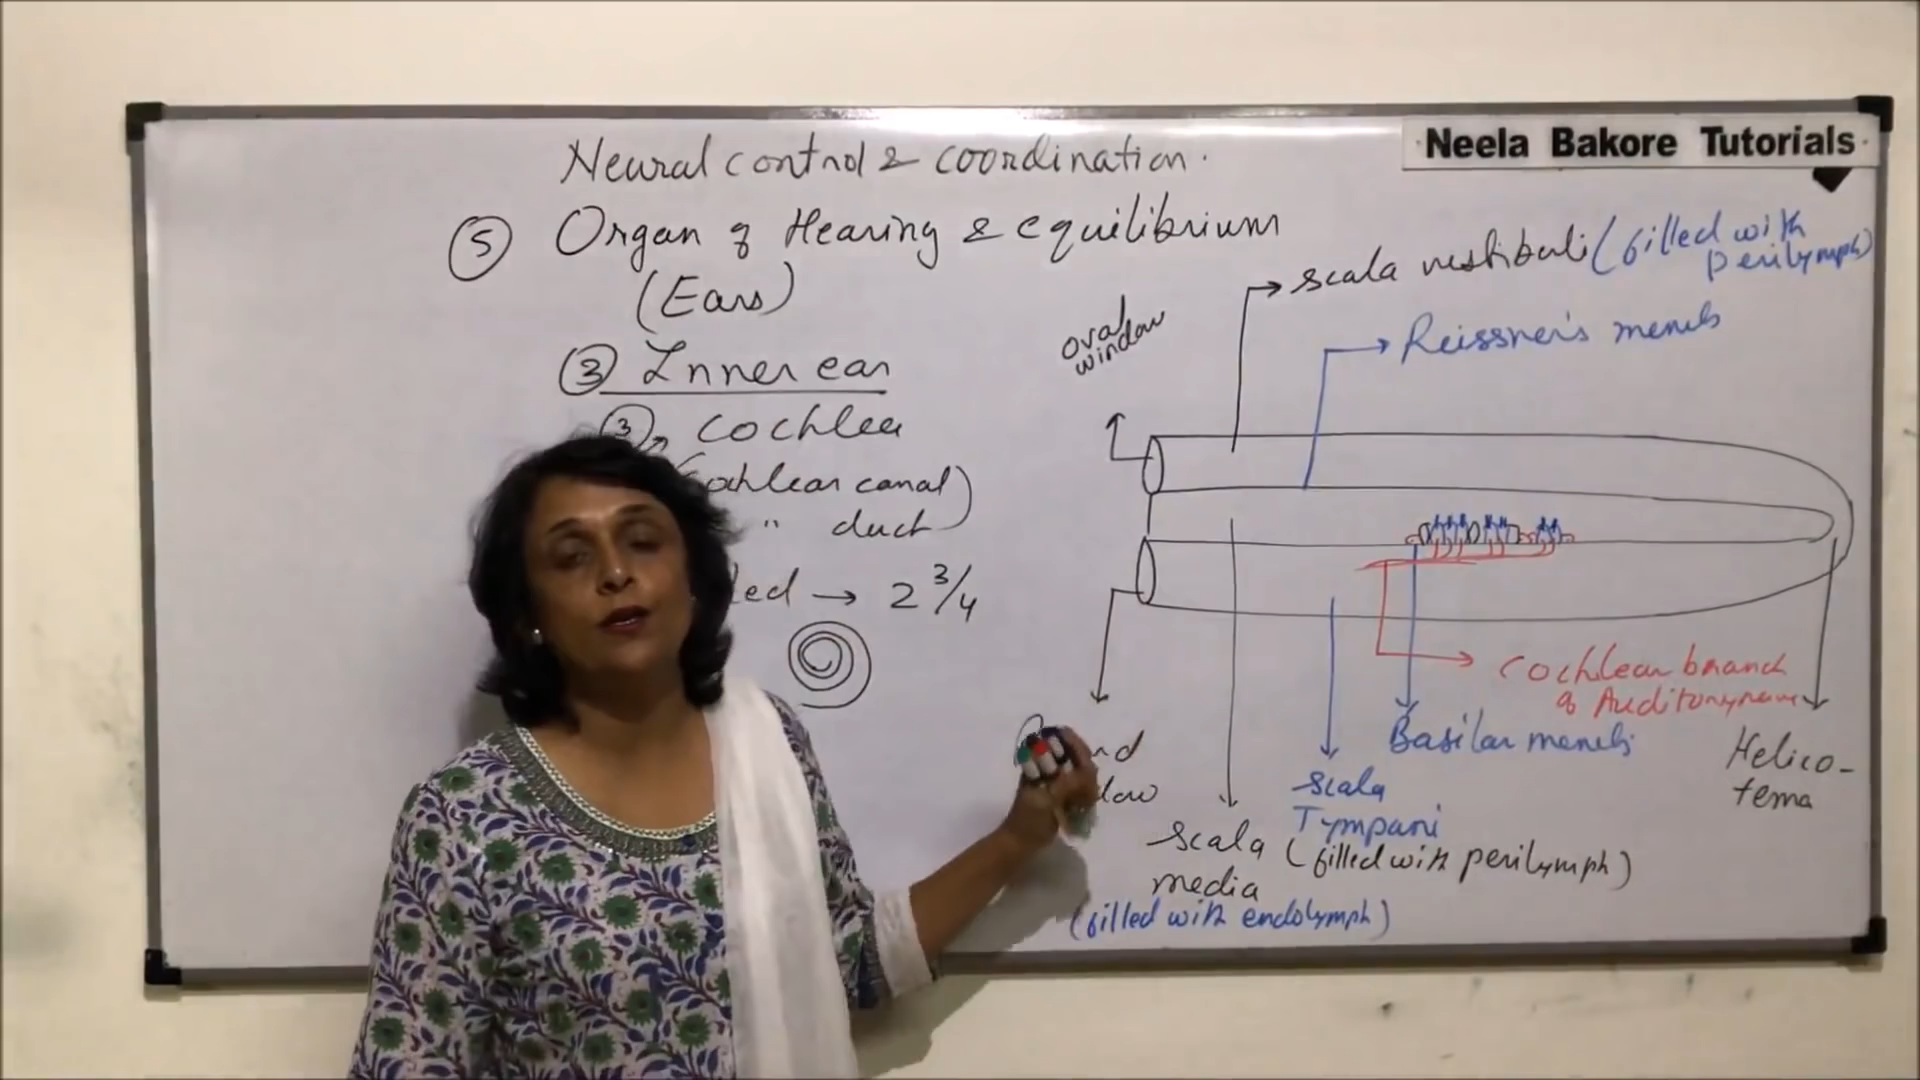 Neela Bakore Tutorials
Neural control & coordination.
5 Organ of Hearing & equilibrium
(Ears)
3 Inner ear
3 → cochlea
(cochlear canal)
" duct
→ 2 3/4
oval
window
→ scala vestibuli (filled with
perilymph)
→ Reissner's memb
→ cochlear branch
of Auditory nerve
Basilar memb
Helico-
tema
scala
Tympani
(filled with perilymph)
scala
media
(filled with endolymph)